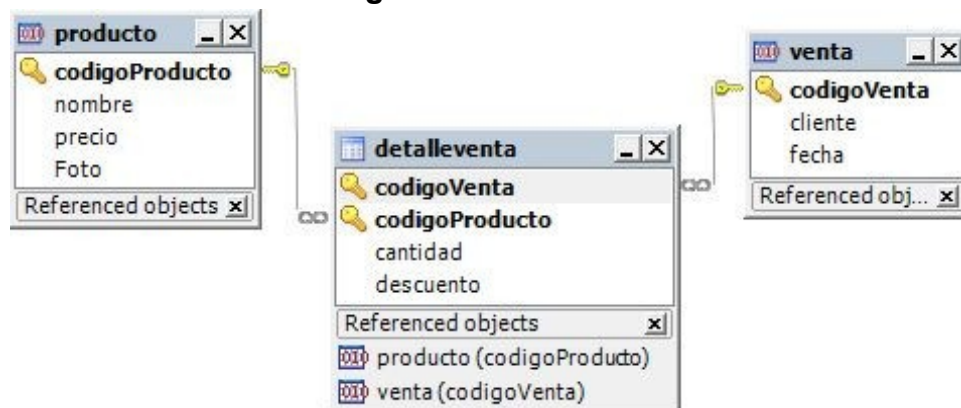 producto
codigoProducto
nombre
precio
Foto
Referenced objects
detalleventa
codigoVenta
codigoProducto
cantidad
descuento
Referenced objects
producto (codigoProducto)
venta (codigoVenta)
venta
codigoVenta
cliente
fecha
Referenced obj...